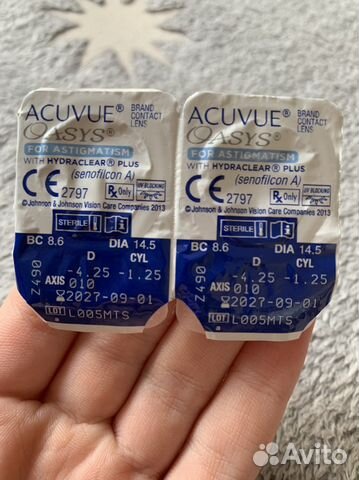 ACUVUE® BRAND CONTACT LENS
OASYS®
FOR ASTIGMATISM
WITH HYDRACLEAR® PLUS
(senofilcon A)
CE 2797 Rx Only UV BLOCKING
© Johnson & Johnson Vision Care Companies 2013
STERILE
BC 8.6 DIA 14.5
D CYL
-4.25 -1.25
AXIS 010
2027-09-01
LOT L005MTS
a
Z490
ACUVUE® BRAND CONTACT LENS
OASYS®
FOR ASTIGMATISM
WITH HYDRACLEAR® PLUS
(senofilcon A)
CE 2797 Rx Only UV BLOCKING
© Johnson & Johnson Vision Care Companies 2013
STERILE
BC 8.6 DIA 14.5
D CYL
-4.25 -1.25
AXIS 010
2027-09-01
LOT L005MTS
a
Z490
Avito